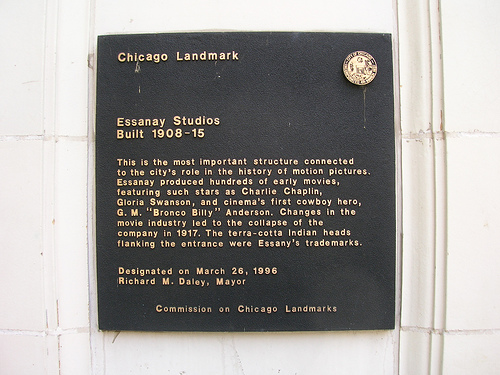 Chicago Landmark
Essanay Studios
Built 1908-15
This is the most important structure connected
to the city's role in the history of motion pictures.
Essanay produced hundreds of early movies,
featuring such stars as Charlie Chaplin,
Gloria Swanson, and cinema's first cowboy hero,
G. M. "Bronco Billy" Anderson. Changes in the
movie industry led to the collapse of the
company in 1917. The terra-cotta Indian heads
flanking the entrance were Essany's trademarks.
Designated on March 26, 1996
Richard M. Daley, Mayor
Commission on Chicago Landmarks